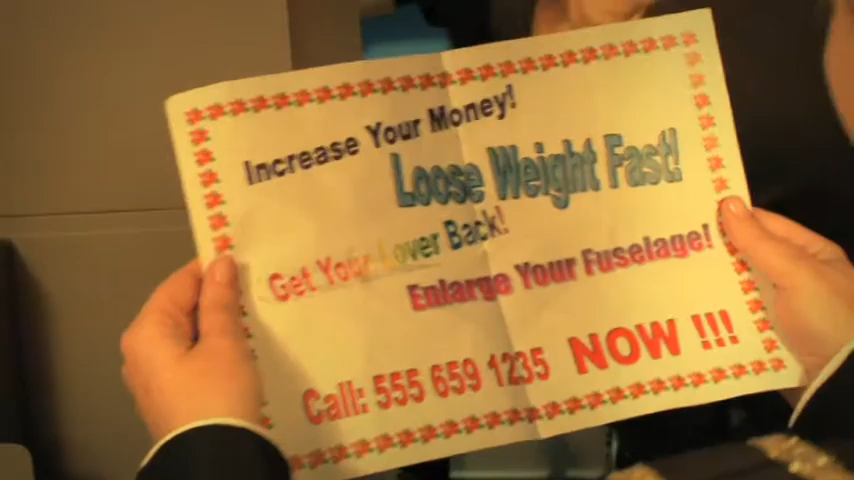 Increase Your Money!
Loose Weight Fast!
Get Your Lover Back!
Enlarge Your Fuselage!
Call: 555 659 1235 NOW !!!